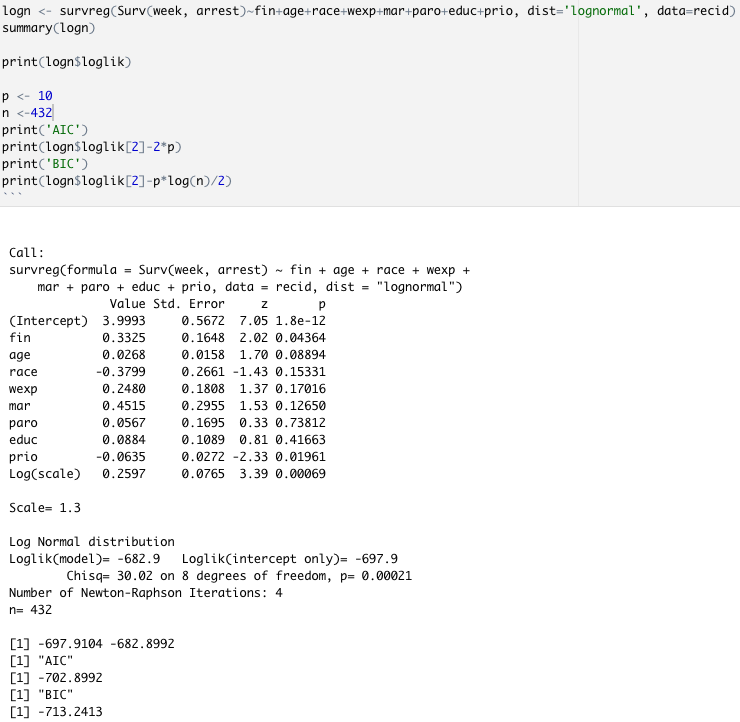 logn <- survreg(Surv(week, arrest)~fin+age+race+wexp+mar+paro+educ+prio, dist='lognormal', data=recid)
summary(logn)
print(logn$loglik)
p <- 10
n <-432
print('AIC')
print(logn$loglik[2]-2*p)
print('BIC')
print(logn$loglik[2]-p*log(n)/2)
```
Call:
survreg(formula = Surv(week, arrest) ~ fin + age + race + wexp +
    mar + paro + educ + prio, data = recid, dist = "lognormal")
              Value Std. Error     z       p
(Intercept)  3.9993     0.5672  7.05 1.8e-12
fin          0.3325     0.1648  2.02 0.04364
age          0.0268     0.0158  1.70 0.08894
race        -0.3799     0.2661 -1.43 0.15331
wexp         0.2480     0.1808  1.37 0.17016
mar          0.4515     0.2955  1.53 0.12650
paro         0.0567     0.1695  0.33 0.73812
educ         0.0884     0.1089  0.81 0.41663
prio        -0.0635     0.0272 -2.33 0.01961
Log(scale)   0.2597     0.0765  3.39 0.00069
Scale= 1.3
Log Normal distribution
Loglik(model)= -682.9   Loglik(intercept only)= -697.9
        Chisq= 30.02 on 8 degrees of freedom, p= 0.00021
Number of Newton-Raphson Iterations: 4
n= 432
[1] -697.9104 -682.8992
[1] "AIC"
[1] -702.8992
[1] "BIC"
[1] -713.2413